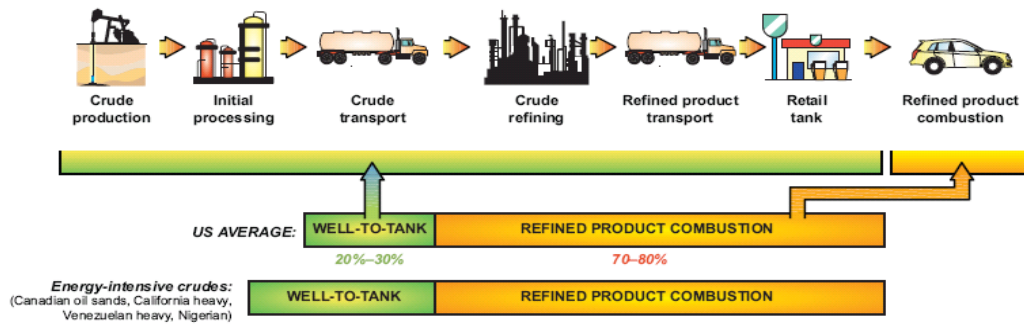 Crude
production
Initial
processing
Crude
transport
Crude
refining
Refined product
transport
Retail
tank
Refined product
combustion
US AVERAGE:
WELL-TO-TANK
REFINED PRODUCT COMBUSTION
20%–30%
70–80%
Energy-intensive crudes:
(Canadian oil sands, California heavy,
Venezuelan heavy, Nigerian)
WELL-TO-TANK
REFINED PRODUCT COMBUSTION